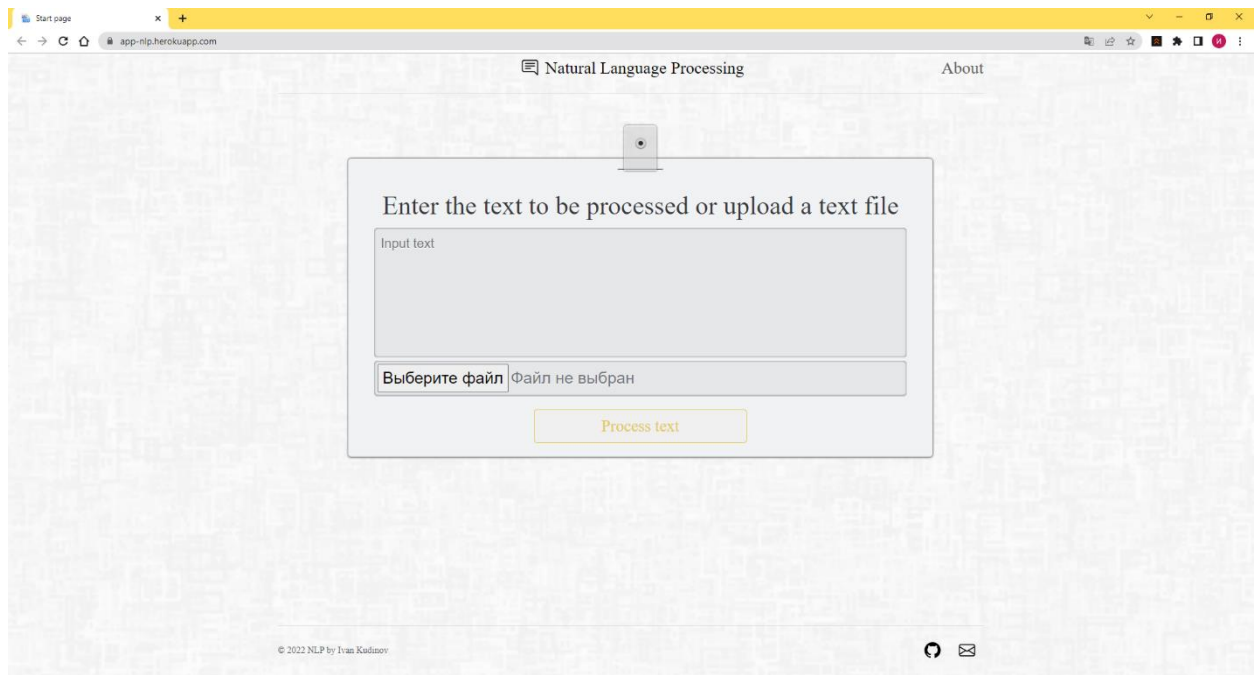 Start page
app-nlp.herokuapp.com
И
Natural Language Processing
About
Enter the text to be processed or upload a text file
Input text
Выберите файл Файл не выбран
Process text
© 2022 NLP by Ivan Kudinov